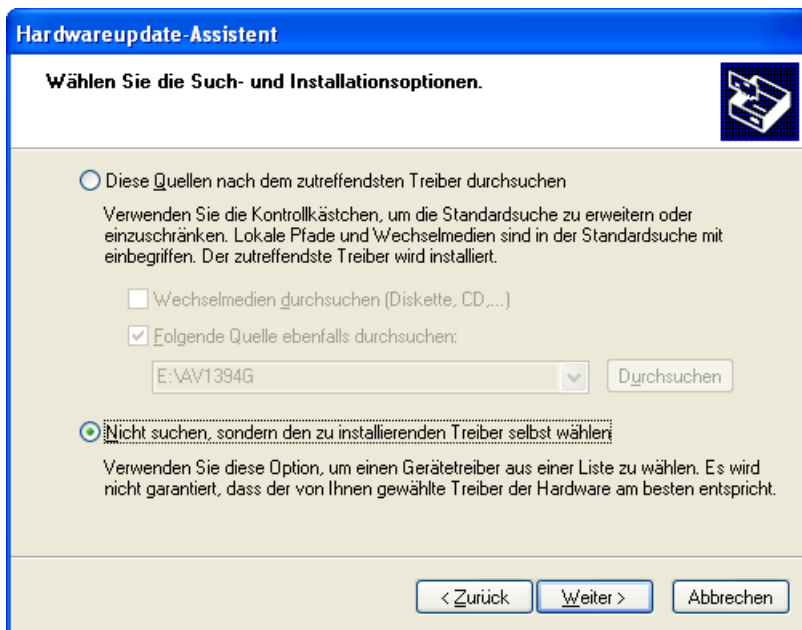 Hardwareupdate-Assistent
Wählen Sie die Such- und Installationsoptionen.
Diese Quellen nach dem zutreffendsten Treiber durchsuchen
Verwenden Sie die Kontrollkästchen, um die Standardsuche zu erweitern oder
einzuschränken. Lokale Pfade und Wechselmedien sind in der Standardsuche mit
einbegriffen. Der zutreffendste Treiber wird installiert.
Wechselmedien durchsuchen (Diskette, CD,...)
Folgende Quelle ebenfalls durchsuchen:
E:\AV1394G
Durchsuchen
Nicht suchen, sondern den zu installierenden Treiber selbst wählen
Verwenden Sie diese Option, um einen Gerätetreiber aus einer Liste zu wählen. Es wird
nicht garantiert, dass der von Ihnen gewählte Treiber der Hardware am besten entspricht.
< Zurück
Weiter >
Abbrechen